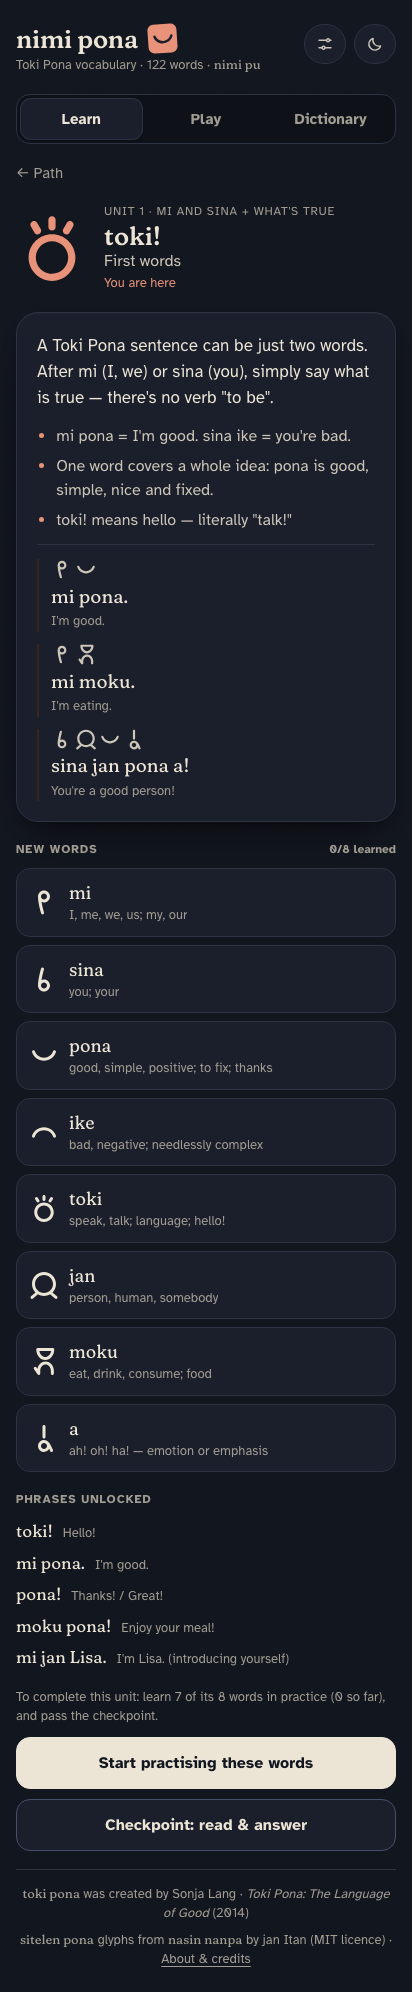 nimi pona
Toki Pona vocabulary · 122 words · nimi pu
Learn
Play
Dictionary
← Path
UNIT 1 · MI AND SINA + WHAT'S TRUE
toki!
First words
You are here
A Toki Pona sentence can be just two words.
After mi (I, we) or sina (you), simply say what
is true — there's no verb "to be".
• mi pona = I'm good. sina ike = you're bad.
• One word covers a whole idea: pona is good,
simple, nice and fixed.
• toki! means hello — literally "talk!"
mi pona.
I'm good.
mi moku.
I'm eating.
sina jan pona a!
You're a good person!
NEW WORDS
0/8 learned
mi
I, me, we, us; my, our
sina
you; your
pona
good, simple, positive; to fix; thanks
ike
bad, negative; needlessly complex
toki
speak, talk; language; hello!
jan
person, human, somebody
moku
eat, drink, consume; food
a
ah! oh! ha! — emotion or emphasis
PHRASES UNLOCKED
toki! Hello!
mi pona. I'm good.
pona! Thanks! / Great!
moku pona! Enjoy your meal!
mi jan Lisa. I'm Lisa. (introducing yourself)
To complete this unit: learn 7 of its 8 words in practice (0 so far),
and pass the checkpoint.
Start practising these words
Checkpoint: read & answer
toki pona was created by Sonja Lang · Toki Pona: The Language
of Good (2014)
sitelen pona glyphs from nasin nanpa by jan Itan (MIT licence) ·
About & credits